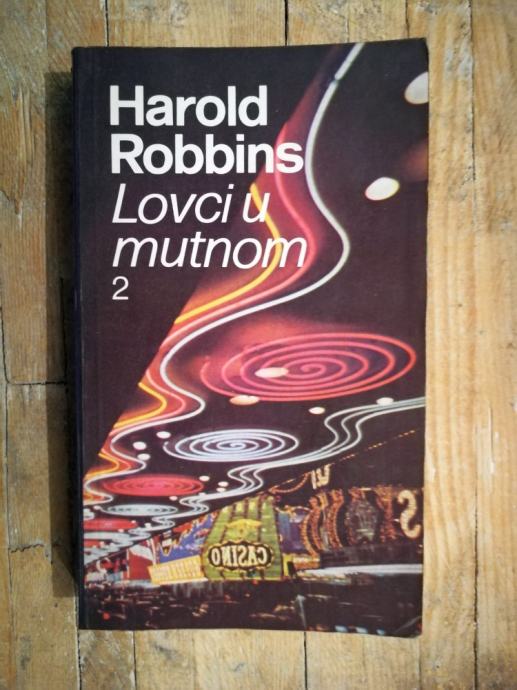 Harold
Robbins
Lovci u
mutnom
2
CASINO